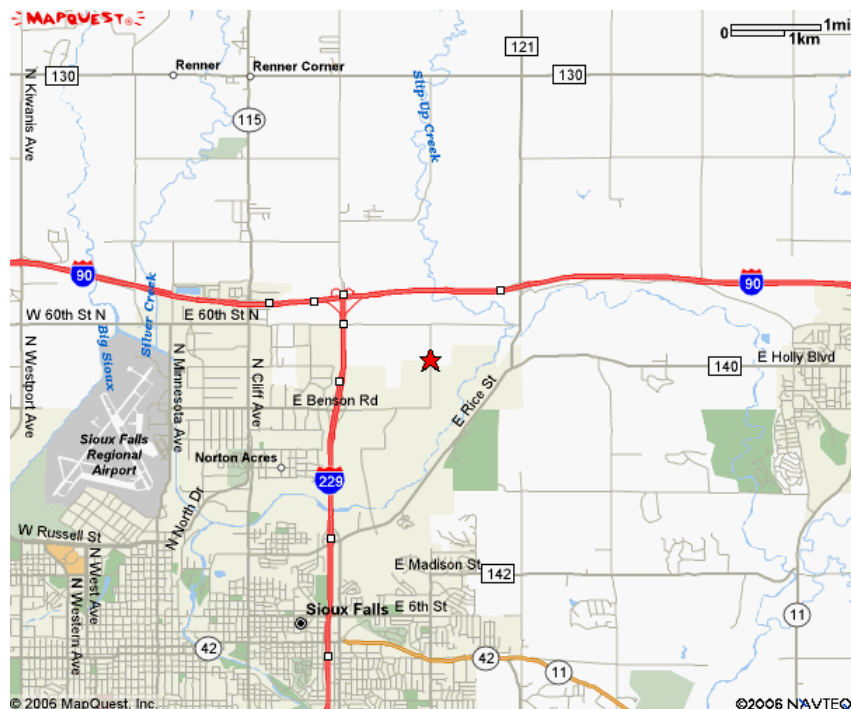 MAPQUEST®
0 1mi
1km
121
Renner
Renner Corner
130
130
N Kiwanis Ave
115
Slip Up Creek
90
90
Silver Creek
Big Sioux
W 60th St N
E 60th St N
N Westport Ave
N Minnesota Ave
N Cliff Ave
E Rice St
140
E Holly Blvd
E Benson Rd
Sioux Falls
Regional
Airport
Norton Acres
229
N North Dr
W Russell St
N West Ave
N Western Ave
E Madison St
142
Sioux Falls
E 6th St
11
42
42
11
© 2006 MapQuest, Inc.
©2006 NAVTEQ